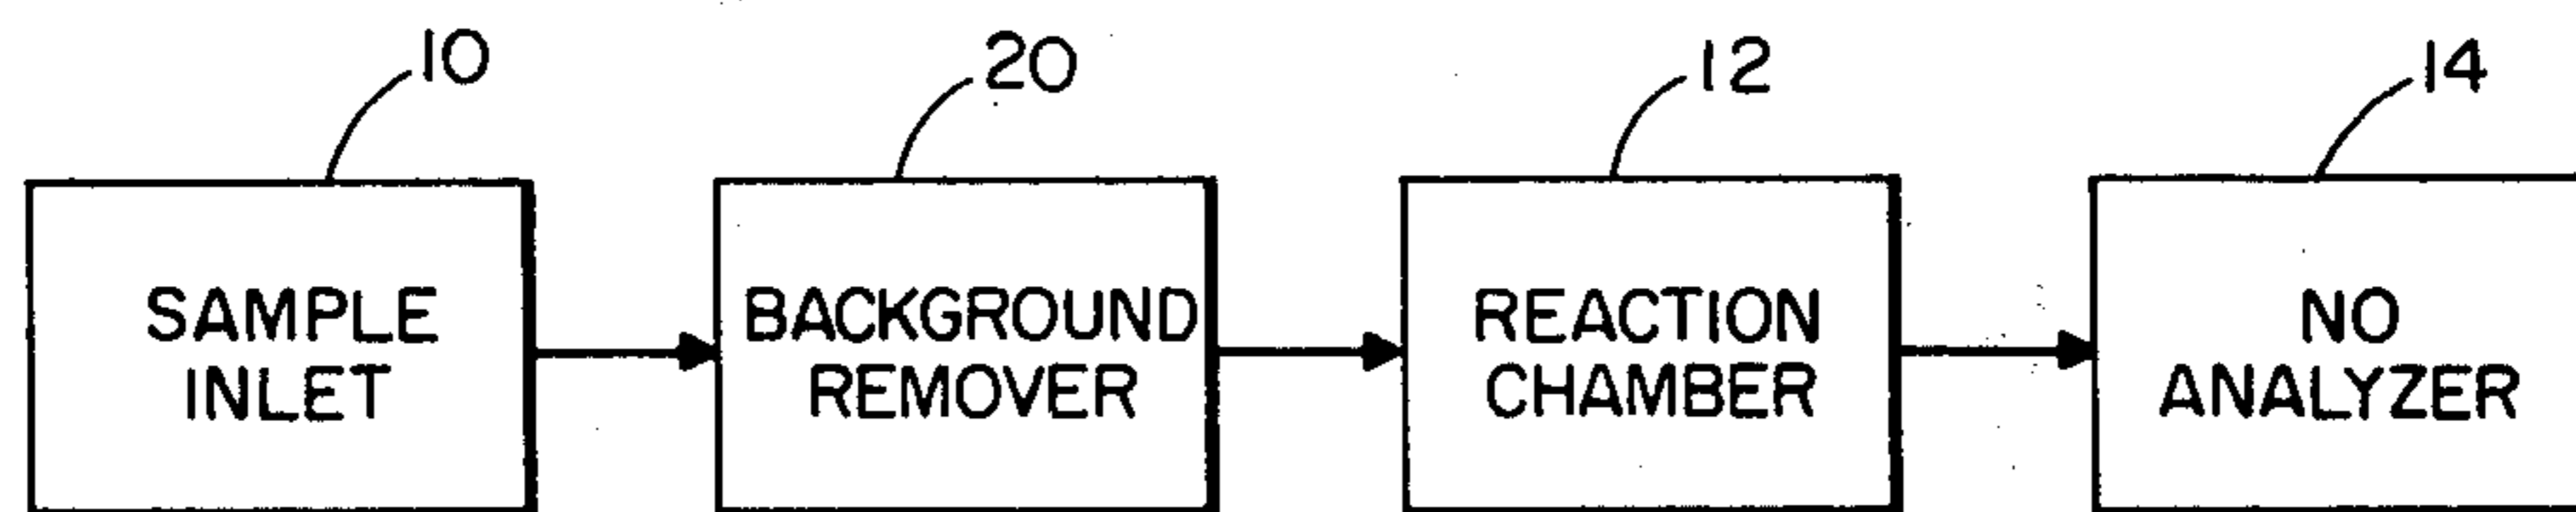 10
20
12
14
SAMPLE
INLET
BACKGROUND
REMOVER
REACTION
CHAMBER
NO
ANALYZER